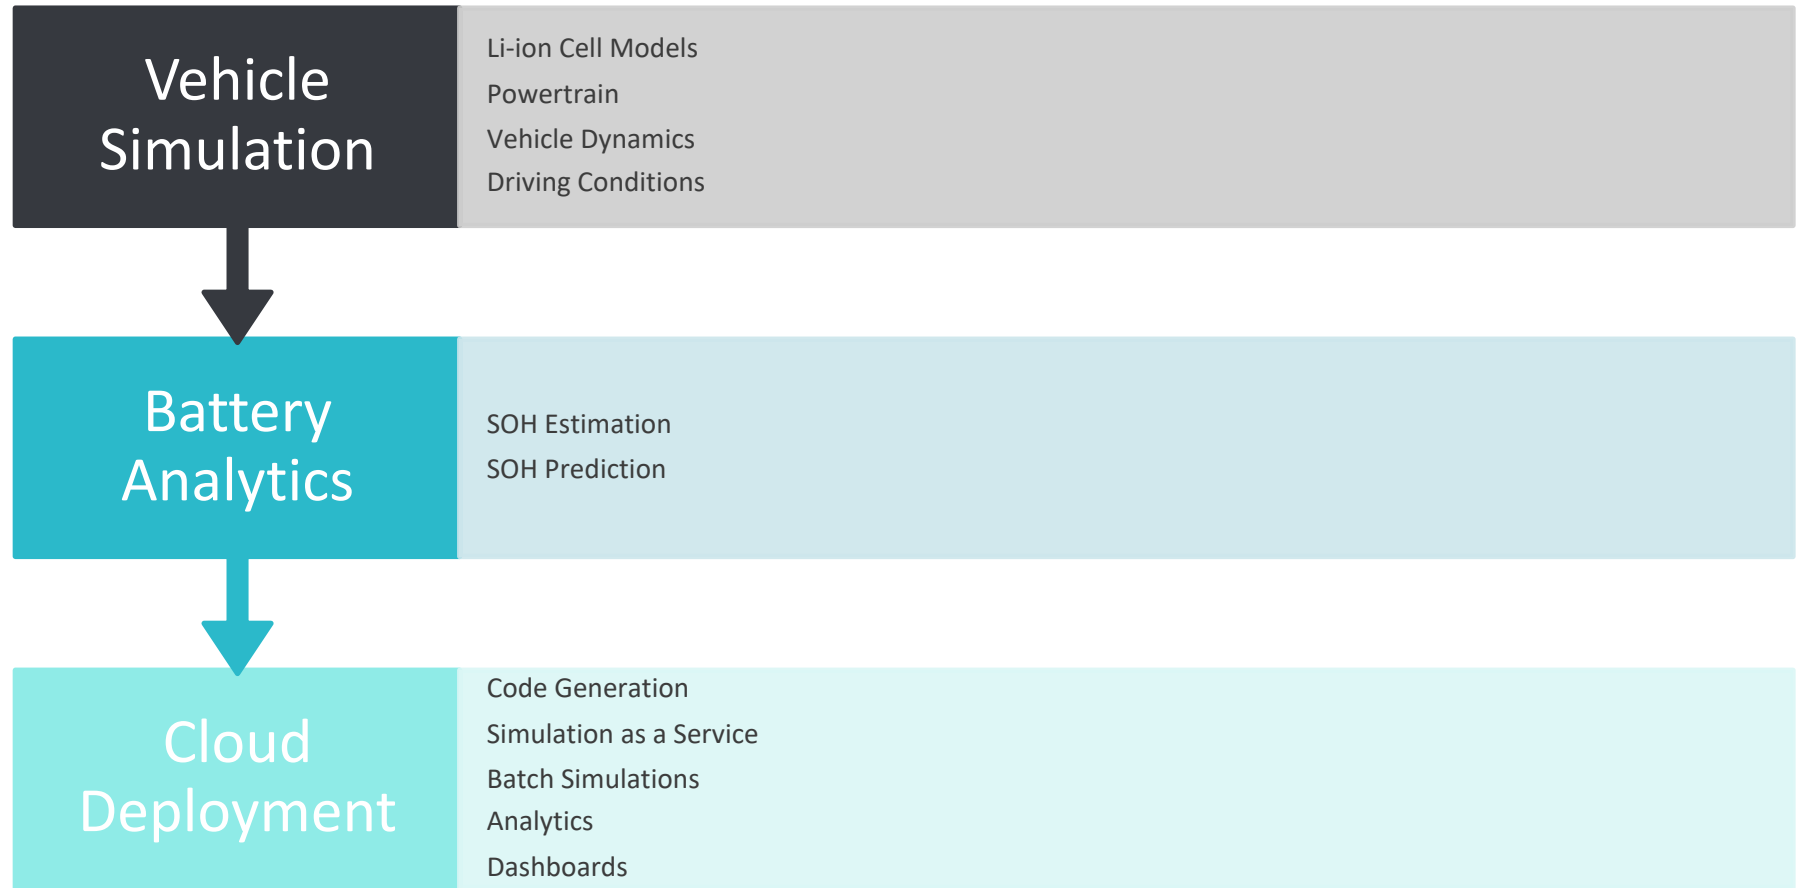 Vehicle
Simulation
Li-ion Cell Models
Powertrain
Vehicle Dynamics
Driving Conditions
Battery
Analytics
SOH Estimation
SOH Prediction
Cloud
Deployment
Code Generation
Simulation as a Service
Batch Simulations
Analytics
Dashboards